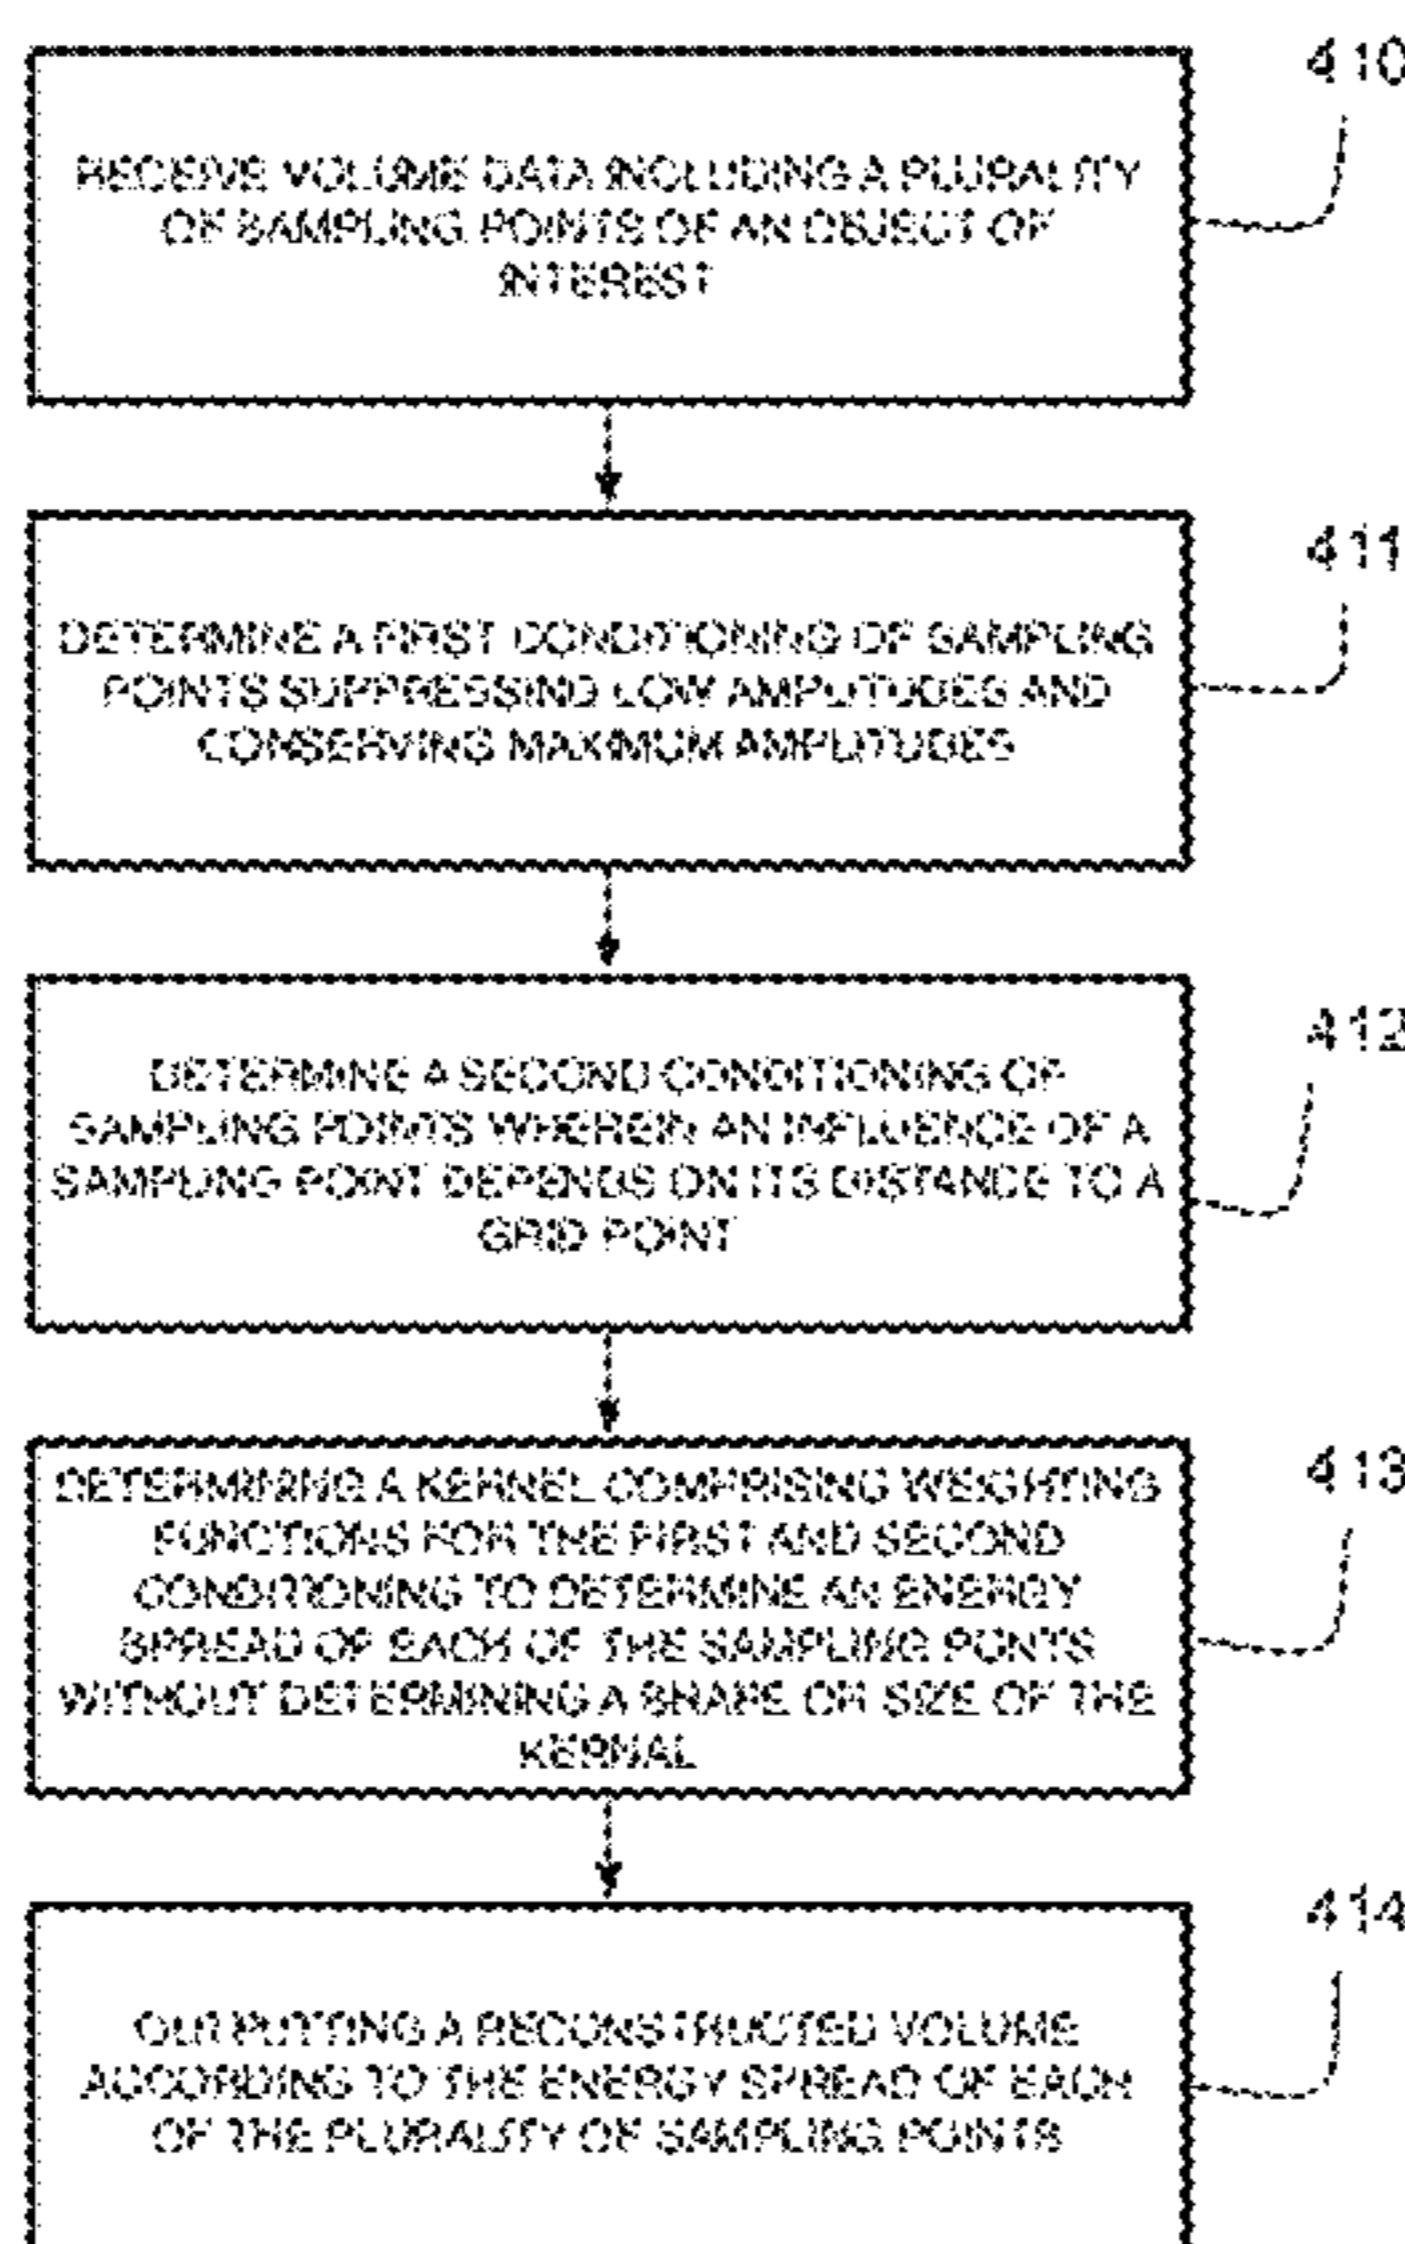 410
RECEIVE VOLUME DATA INCLUDING A PLURALITY
OF SAMPLING POINTS OF AN OBJECT OF
INTEREST
411
DETERMINE A FIRST CONDITIONING OF SAMPLING
POINTS SUPPRESSING LOW AMPLITUDES AND
CONSERVING MAXIMUM AMPLITUDES
412
DETERMINE A SECOND CONDITIONING OF
SAMPLING POINTS WHEREIN AN INFLUENCE OF A
SAMPLING POINT DEPENDS ON ITS DISTANCE TO A
GRID POINT
413
DETERMINING A KERNEL COMPRISING WEIGHTING
FUNCTIONS FOR THE FIRST AND SECOND
CONDITIONING TO DETERMINE AN ENERGY
SPREAD OF EACH OF THE SAMPLING PONTS
WITHOUT DETERMINING A SHAPE OR SIZE OF THE
KERNAL
414
OUTPUTTING A RECONSTRUCTED VOLUME
ACCORDING TO THE ENERGY SPREAD OF EACH
OF THE PLURALITY OF SAMPLING POINTS